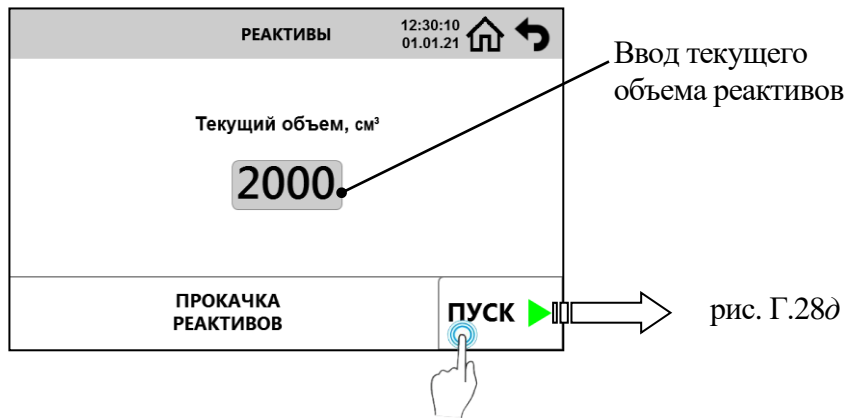 РЕАКТИВЫ
12:30:10
01.01.21
Ввод текущего
объема реактивов
Текущий объем, см³
2000
ПРОКАЧКА
РЕАКТИВОВ
ПУСК
рис. Г.28д